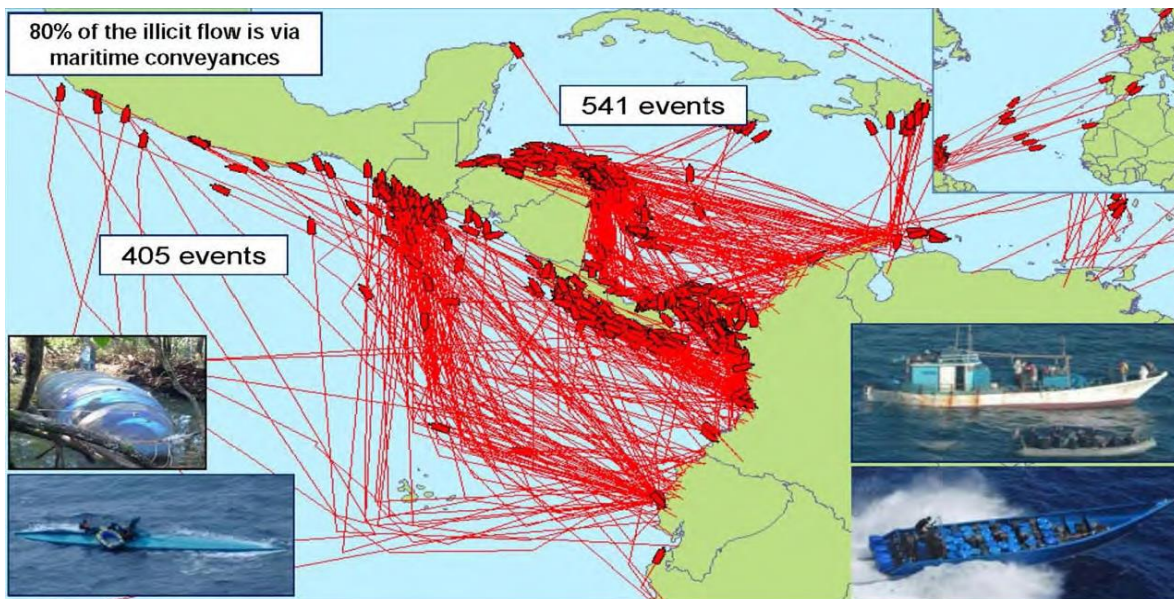 80% of the illicit flow is via
maritime conveyances
541 events
405 events